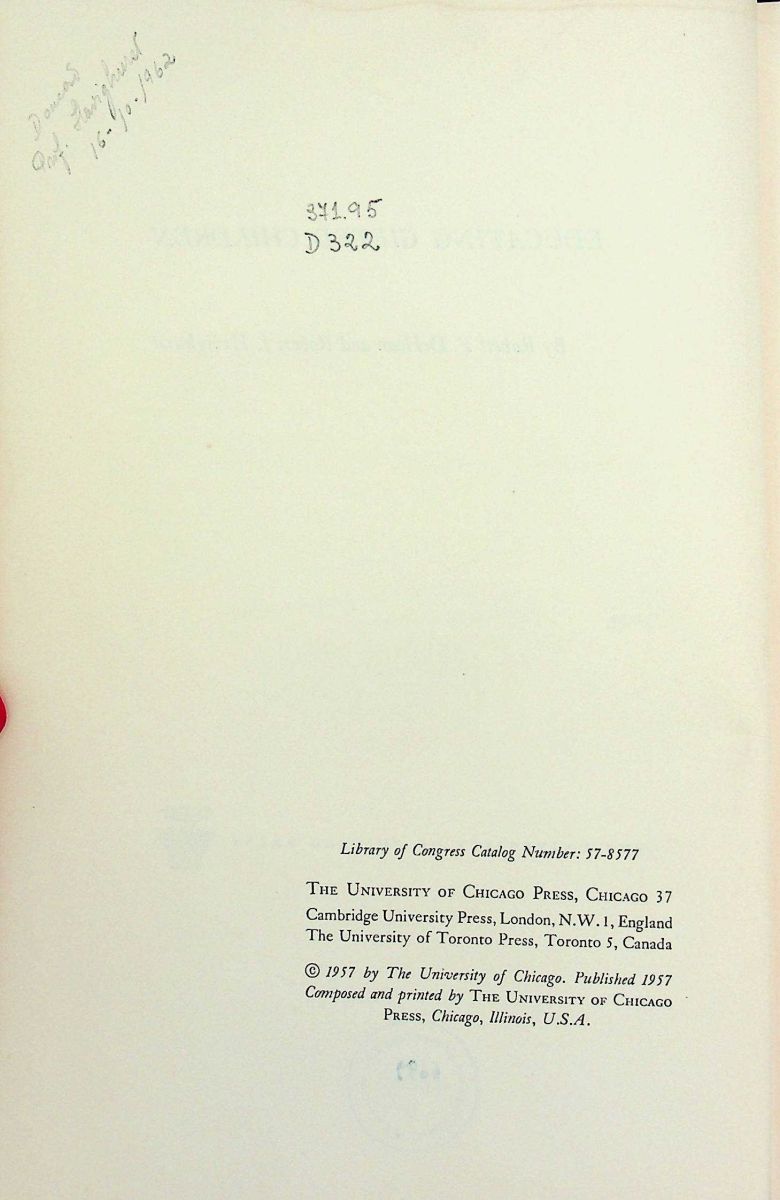 Prof. Havighurst
16-10-1962
371.95
D322
Library of Congress Catalog Number: 57-8577
THE UNIVERSITY OF CHICAGO PRESS, CHICAGO 37
Cambridge University Press, London, N.W. 1, England
The University of Toronto Press, Toronto 5, Canada
© 1957 by The University of Chicago. Published 1957
Composed and printed by THE UNIVERSITY OF CHICAGO
PRESS, Chicago, Illinois, U.S.A.